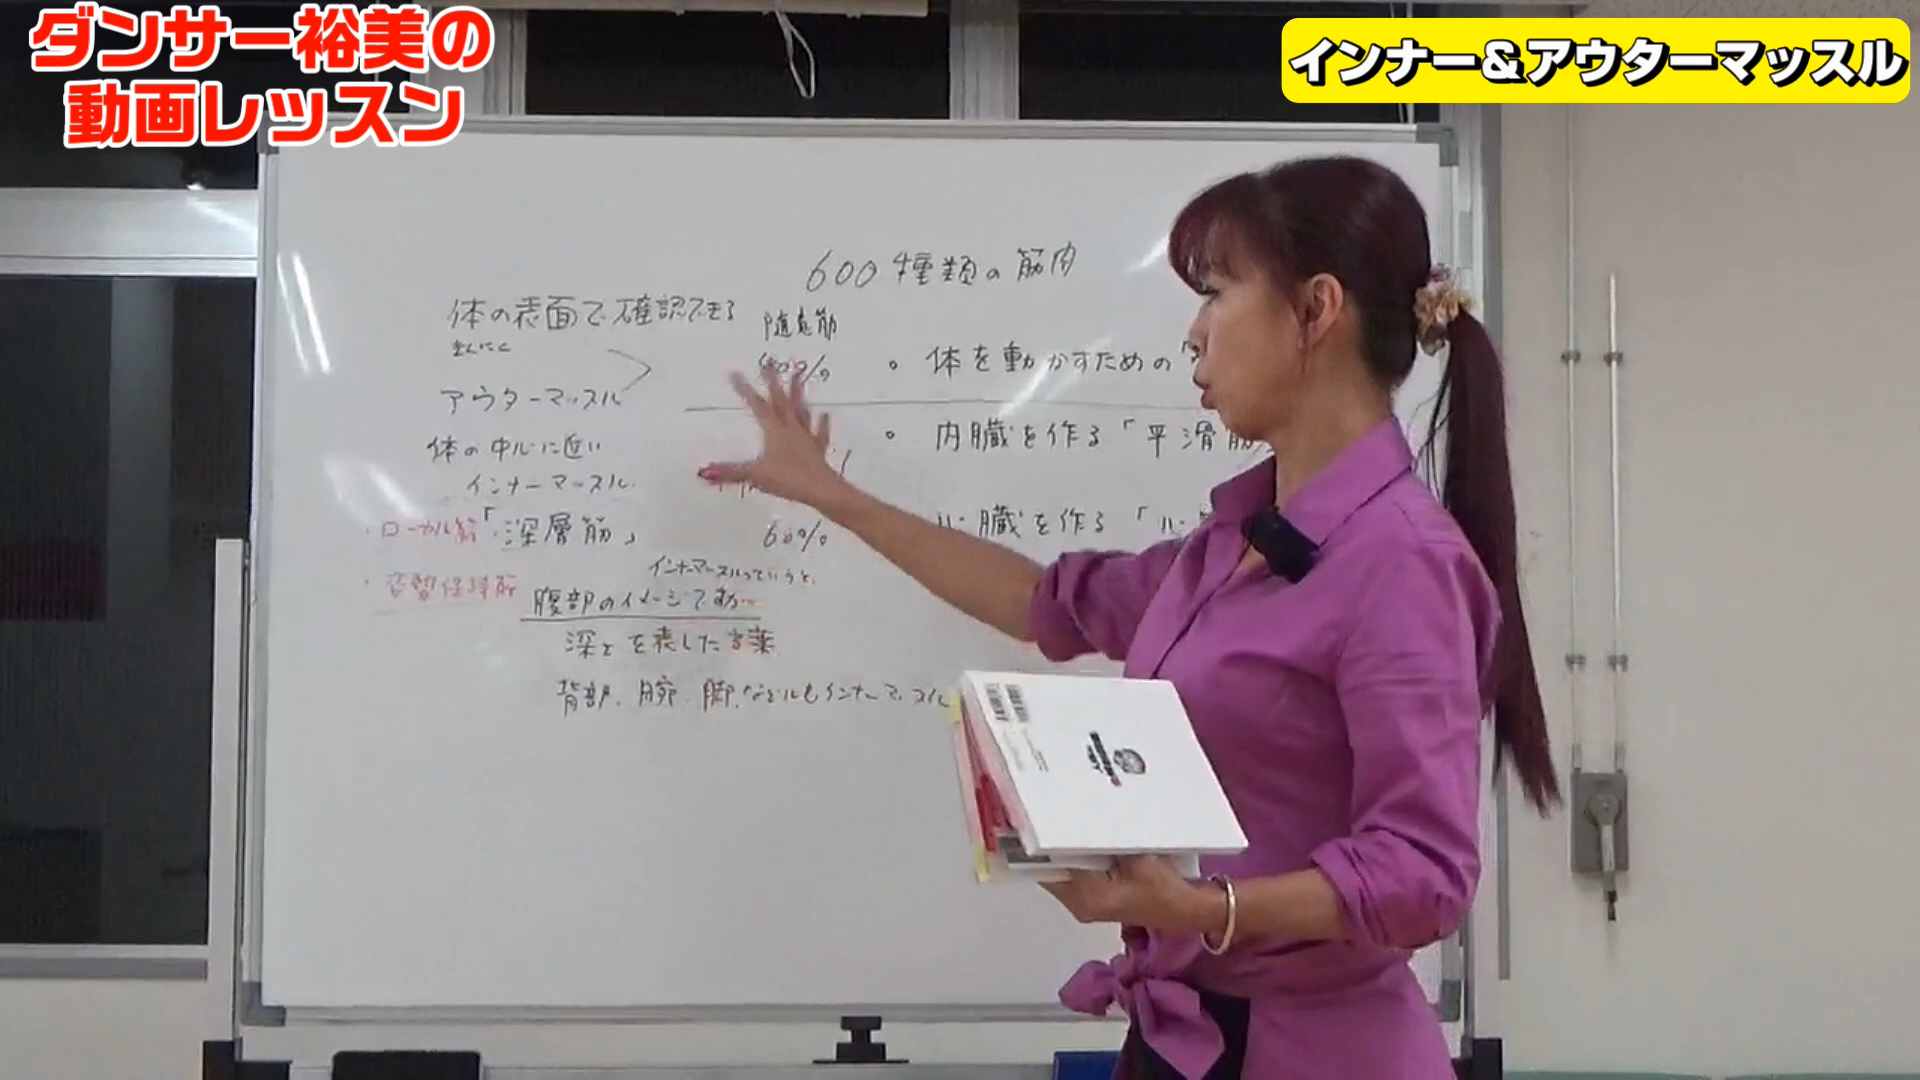 ダンサー裕美の
動画レッスン
インナー&アウターマッスル
600種類の筋肉
体の表面で確認できる
随意筋
アウターマッスル
体を動かすための
体の中心に近い
内臓を作る「平滑筋
インナーマッスル
・ローカル筋「深層筋」
60%
心臓を作る「心
・姿勢保持筋
インナーマッスルっていうと、
腹部のイメージで
深さを表した
背部、腕、脚、などにもインナーマッスル